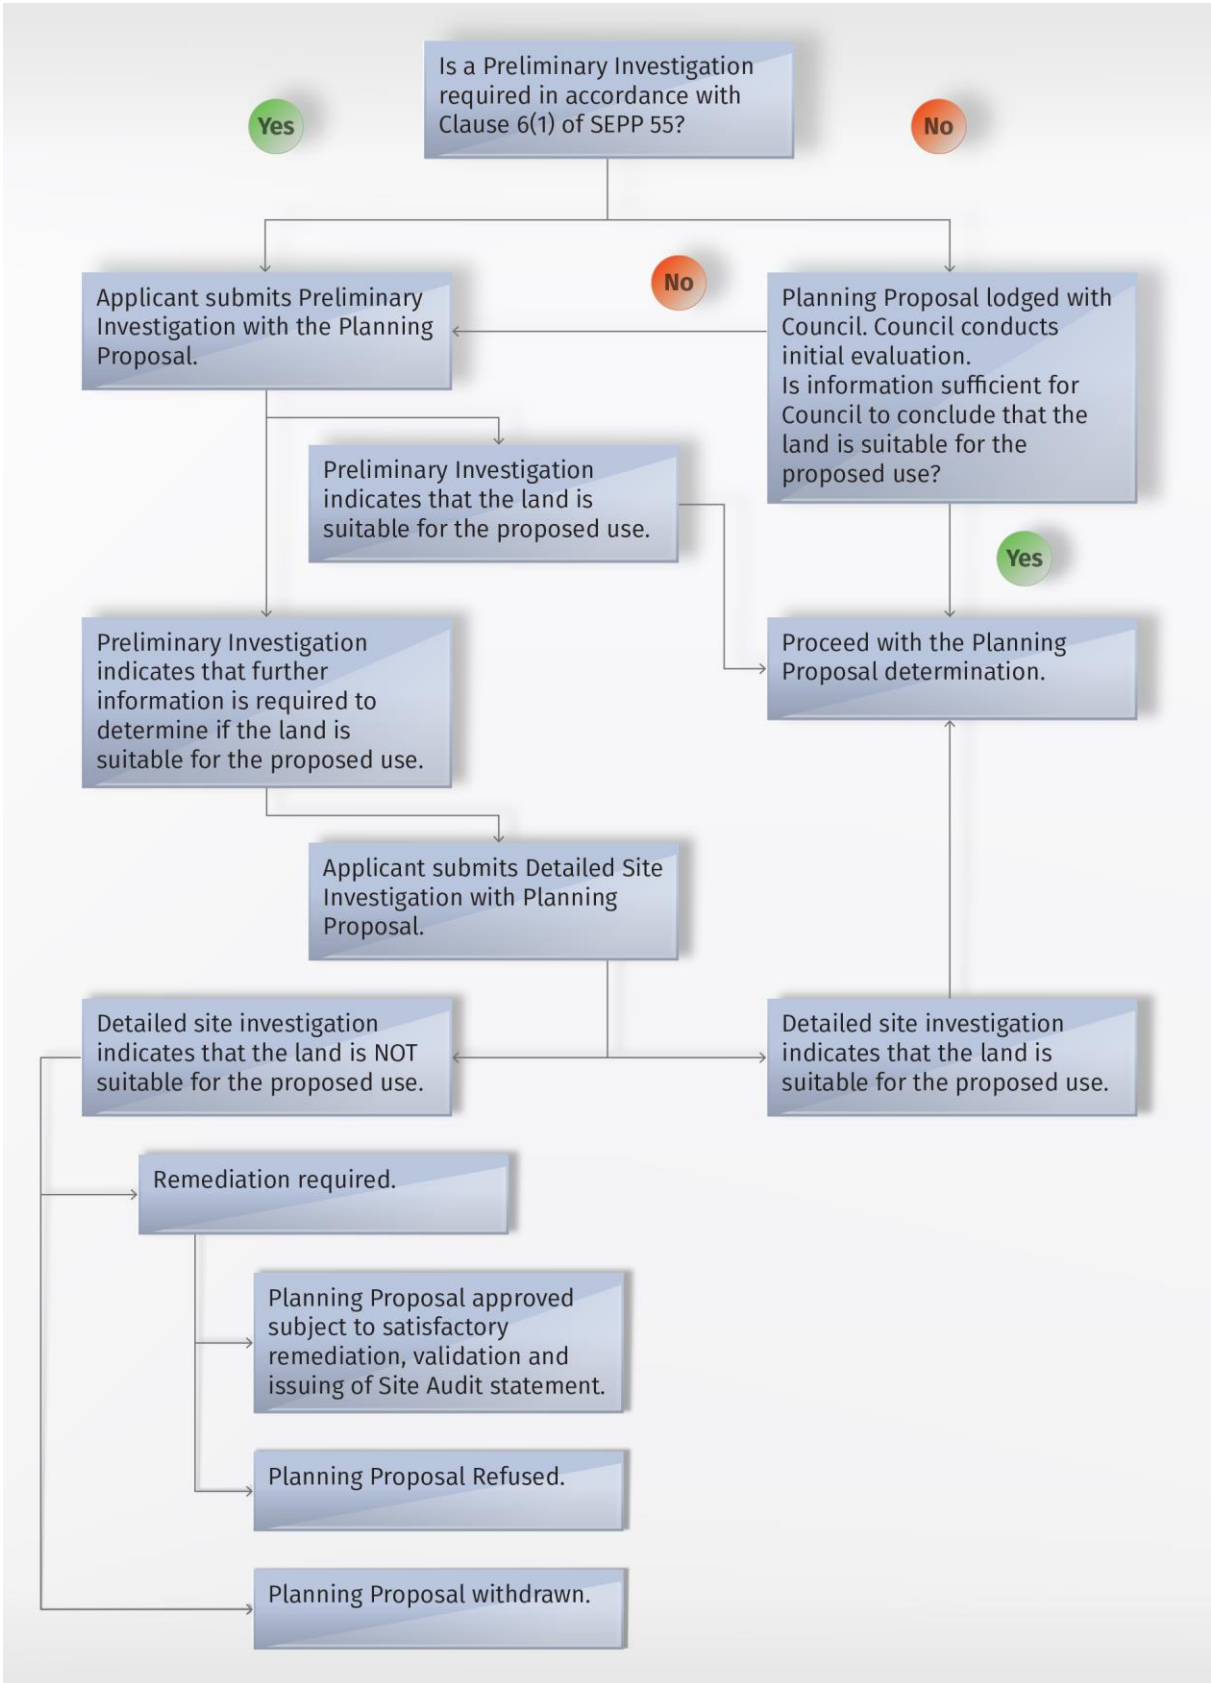 Is a Preliminary Investigation
required in accordance with
Clause 6(1) of SEPP 55?
Yes
No
Applicant submits Preliminary
Investigation with the Planning
Proposal.
No
Planning Proposal lodged with
Council. Council conducts
initial evaluation.
Is information sufficient for
Council to conclude that the
land is suitable for the
proposed use?
Preliminary Investigation
indicates that the land is
suitable for the proposed use.
Yes
Preliminary Investigation
indicates that further
information is required to
determine if the land is
suitable for the proposed use.
Proceed with the Planning
Proposal determination.
Applicant submits Detailed Site
Investigation with Planning
Proposal.
Detailed site investigation
indicates that the land is NOT
suitable for the proposed use.
Detailed site investigation
indicates that the land is
suitable for the proposed use.
Remediation required.
Planning Proposal approved
subject to satisfactory
remediation, validation and
issuing of Site Audit statement.
Planning Proposal Refused.
Planning Proposal withdrawn.